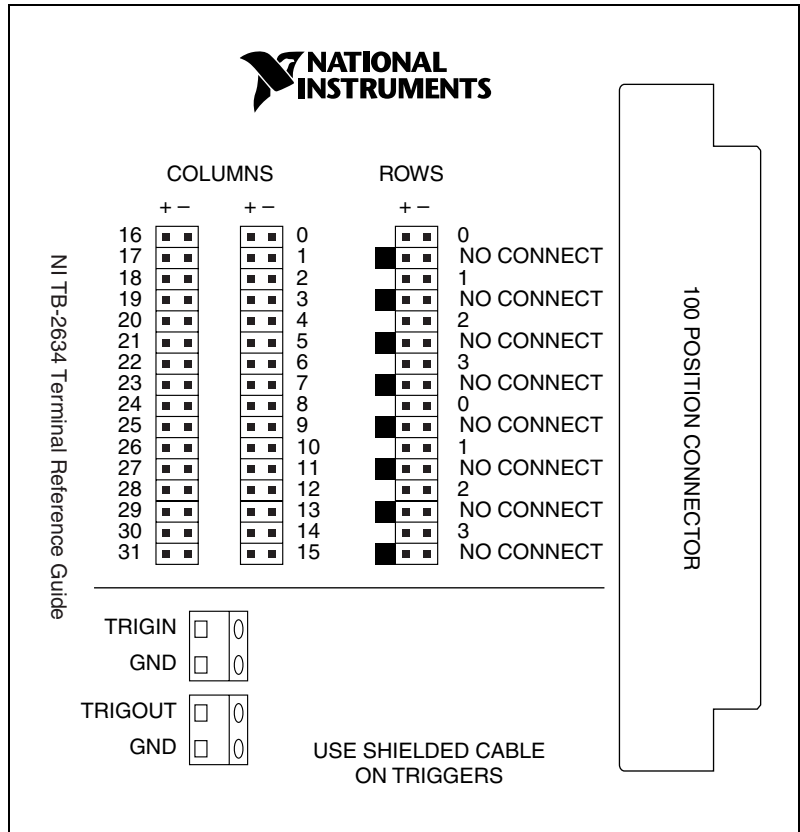 NATIONAL
INSTRUMENTS
COLUMNS ROWS
+ − + − + −
16 0 0
17 1 NO CONNECT
18 2 1
19 3 NO CONNECT
20 4 2
21 5 NO CONNECT
22 6 3
23 7 NO CONNECT
24 8 0
25 9 NO CONNECT
26 10 1
27 11 NO CONNECT
28 12 2
29 13 NO CONNECT
30 14 3
31 15 NO CONNECT
NI TB-2634 Terminal Reference Guide
100 POSITION CONNECTOR
TRIGIN
GND
TRIGOUT
GND
USE SHIELDED CABLE
ON TRIGGERS